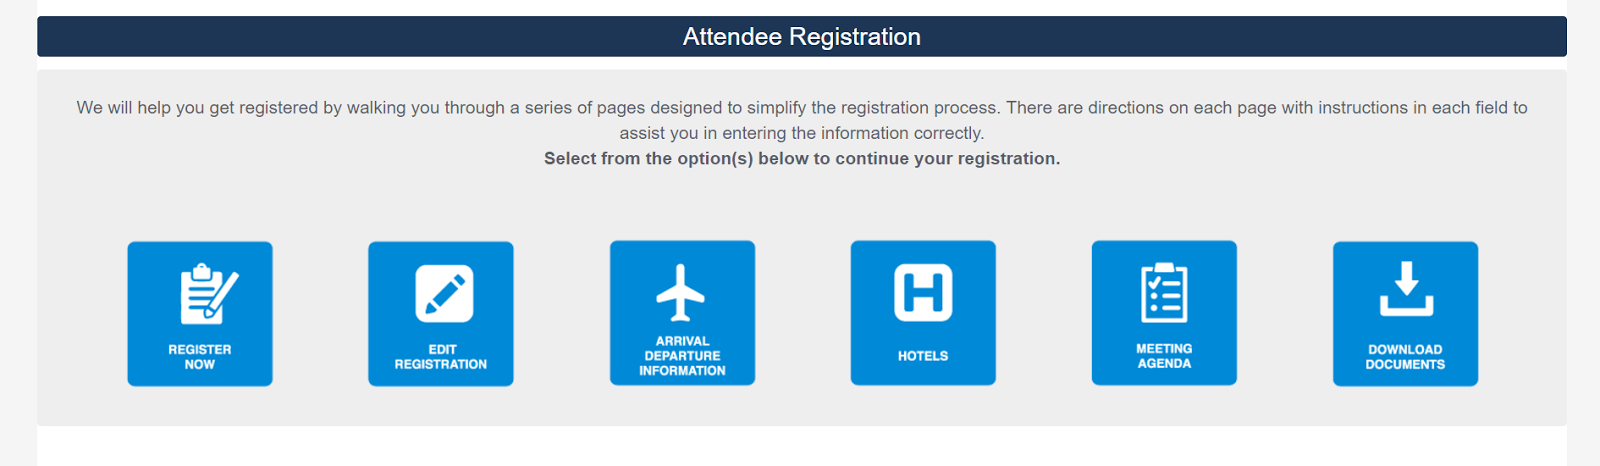 Attendee Registration
We will help you get registered by walking you through a series of pages designed to simplify the registration process. There are directions on each page with instructions in each field to
assist you in entering the information correctly.
Select from the option(s) below to continue your registration.
REGISTER
NOW
EDIT
REGISTRATION
ARRIVAL
DEPARTURE
INFORMATION
H
HOTELS
MEETING
AGENDA
DOWNLOAD
DOCUMENTS